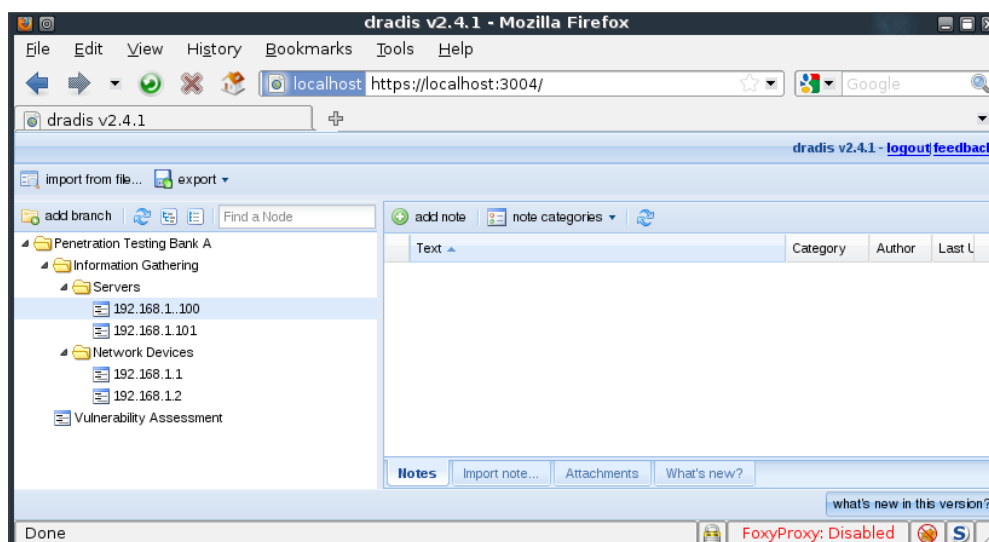 dradis v2.4.1 - Mozilla Firefox
File Edit View History Bookmarks Tools Help
localhost https://localhost:3004/ Google
dradis v2.4.1
dradis v2.4.1 - logout feedback
import from file... export
add branch Find a Node add note note categories
Text Category Author Last U
Penetration Testing Bank A
Information Gathering
Servers
192.168.1..100
192.168.1.101
Network Devices
192.168.1.1
192.168.1.2
Vulnerability Assessment
Notes Import note... Attachments What's new?
what's new in this version?
Done FoxyProxy: Disabled S